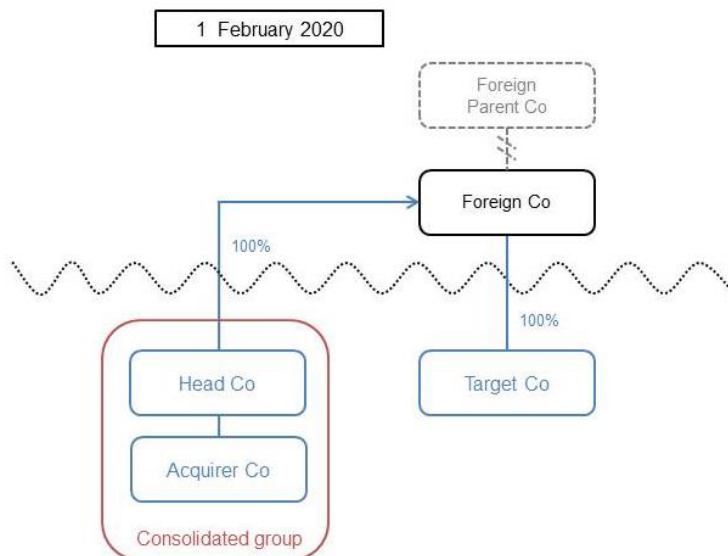 1 February 2020
Foreign
Parent Co
Foreign Co
100%
100%
Head Co
Target Co
Acquirer Co
Consolidated group